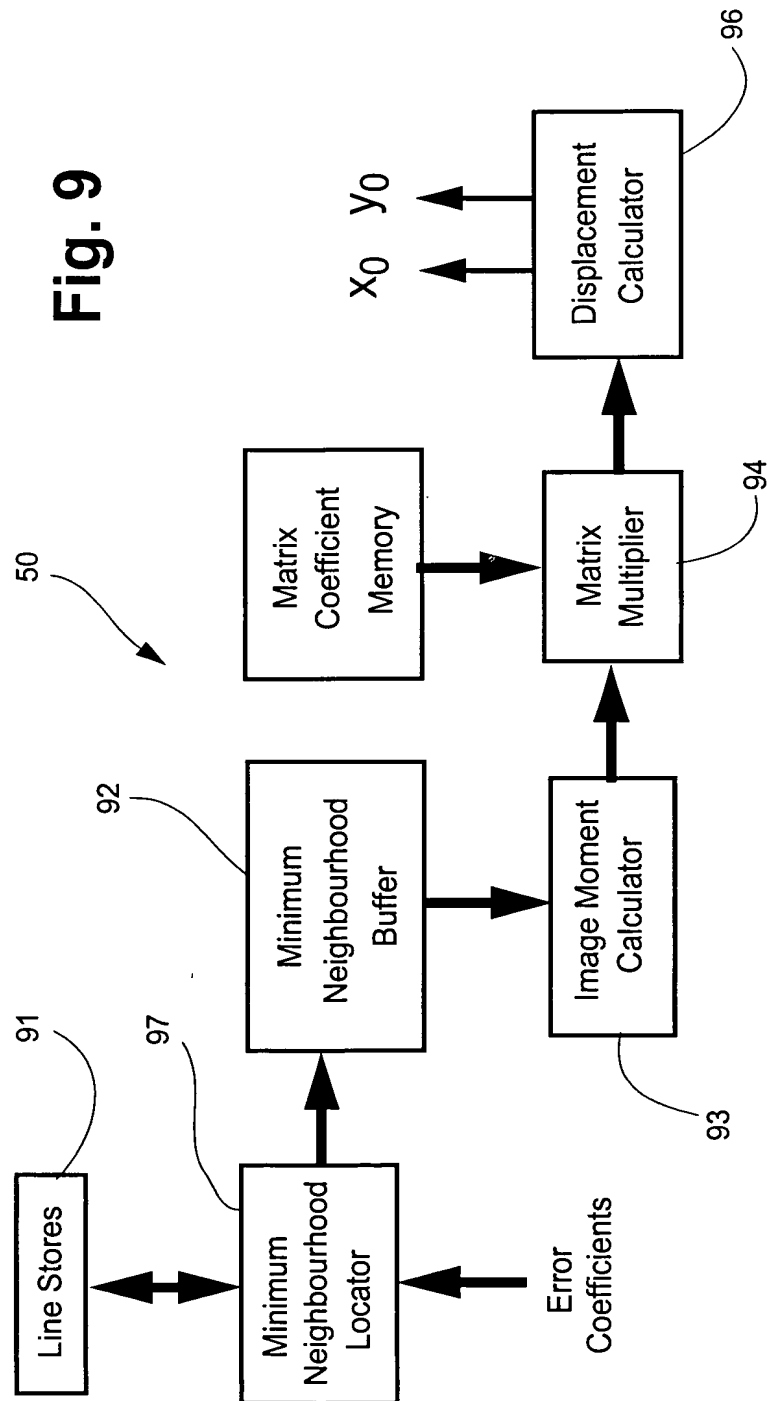 Fig. 9
50
91
Line Stores
97
Minimum
Neighbourhood
Locator
Error
Coefficients
92
Minimum
Neighbourhood
Buffer
Image Moment
Calculator
93
Matrix
Coefficient
Memory
Matrix
Multiplier
94
x0
y0
Displacement
Calculator
96